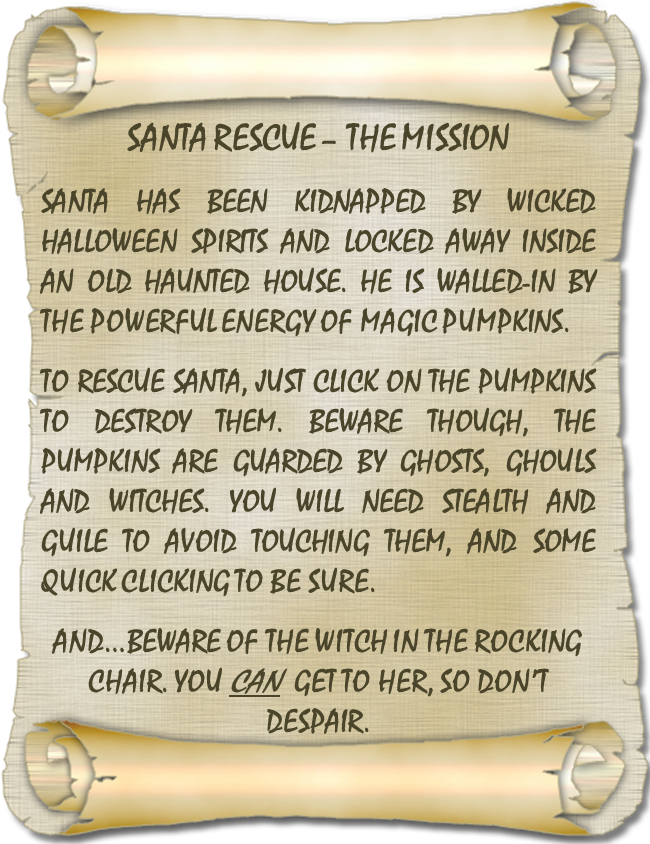 SANTA RESCUE – THE MISSION
SANTA HAS BEEN KIDNAPPED BY WICKED
HALLOWEEN SPIRITS AND LOCKED AWAY INSIDE
AN OLD HAUNTED HOUSE. HE IS WALLED-IN BY
THE POWERFUL ENERGY OF MAGIC PUMPKINS.
TO RESCUE SANTA, JUST CLICK ON THE PUMPKINS
TO DESTROY THEM. BEWARE THOUGH, THE
PUMPKINS ARE GUARDED BY GHOSTS, GHOULS
AND WITCHES. YOU WILL NEED STEALTH AND
GUILE TO AVOID TOUCHING THEM, AND SOME
QUICK CLICKING TO BE SURE.
AND...BEWARE OF THE WITCH IN THE ROCKING
CHAIR. YOU CAN GET TO HER, SO DON'T
DESPAIR.